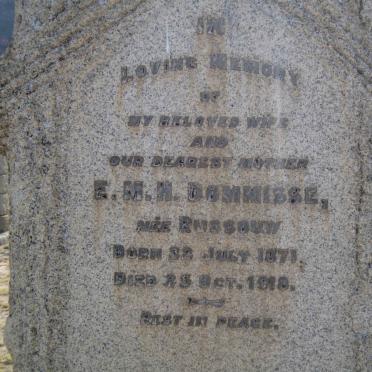 IN
LOVING MEMORY
OF
MY BELOVED WIFE
AND
OUR DEAREST MOTHER
E. M. H. DOMMISSE,
NÉE RUSSOUW
BORN 22 JULY 1871.
DIED 25 OCT. 1918.
REST IN PEACE.